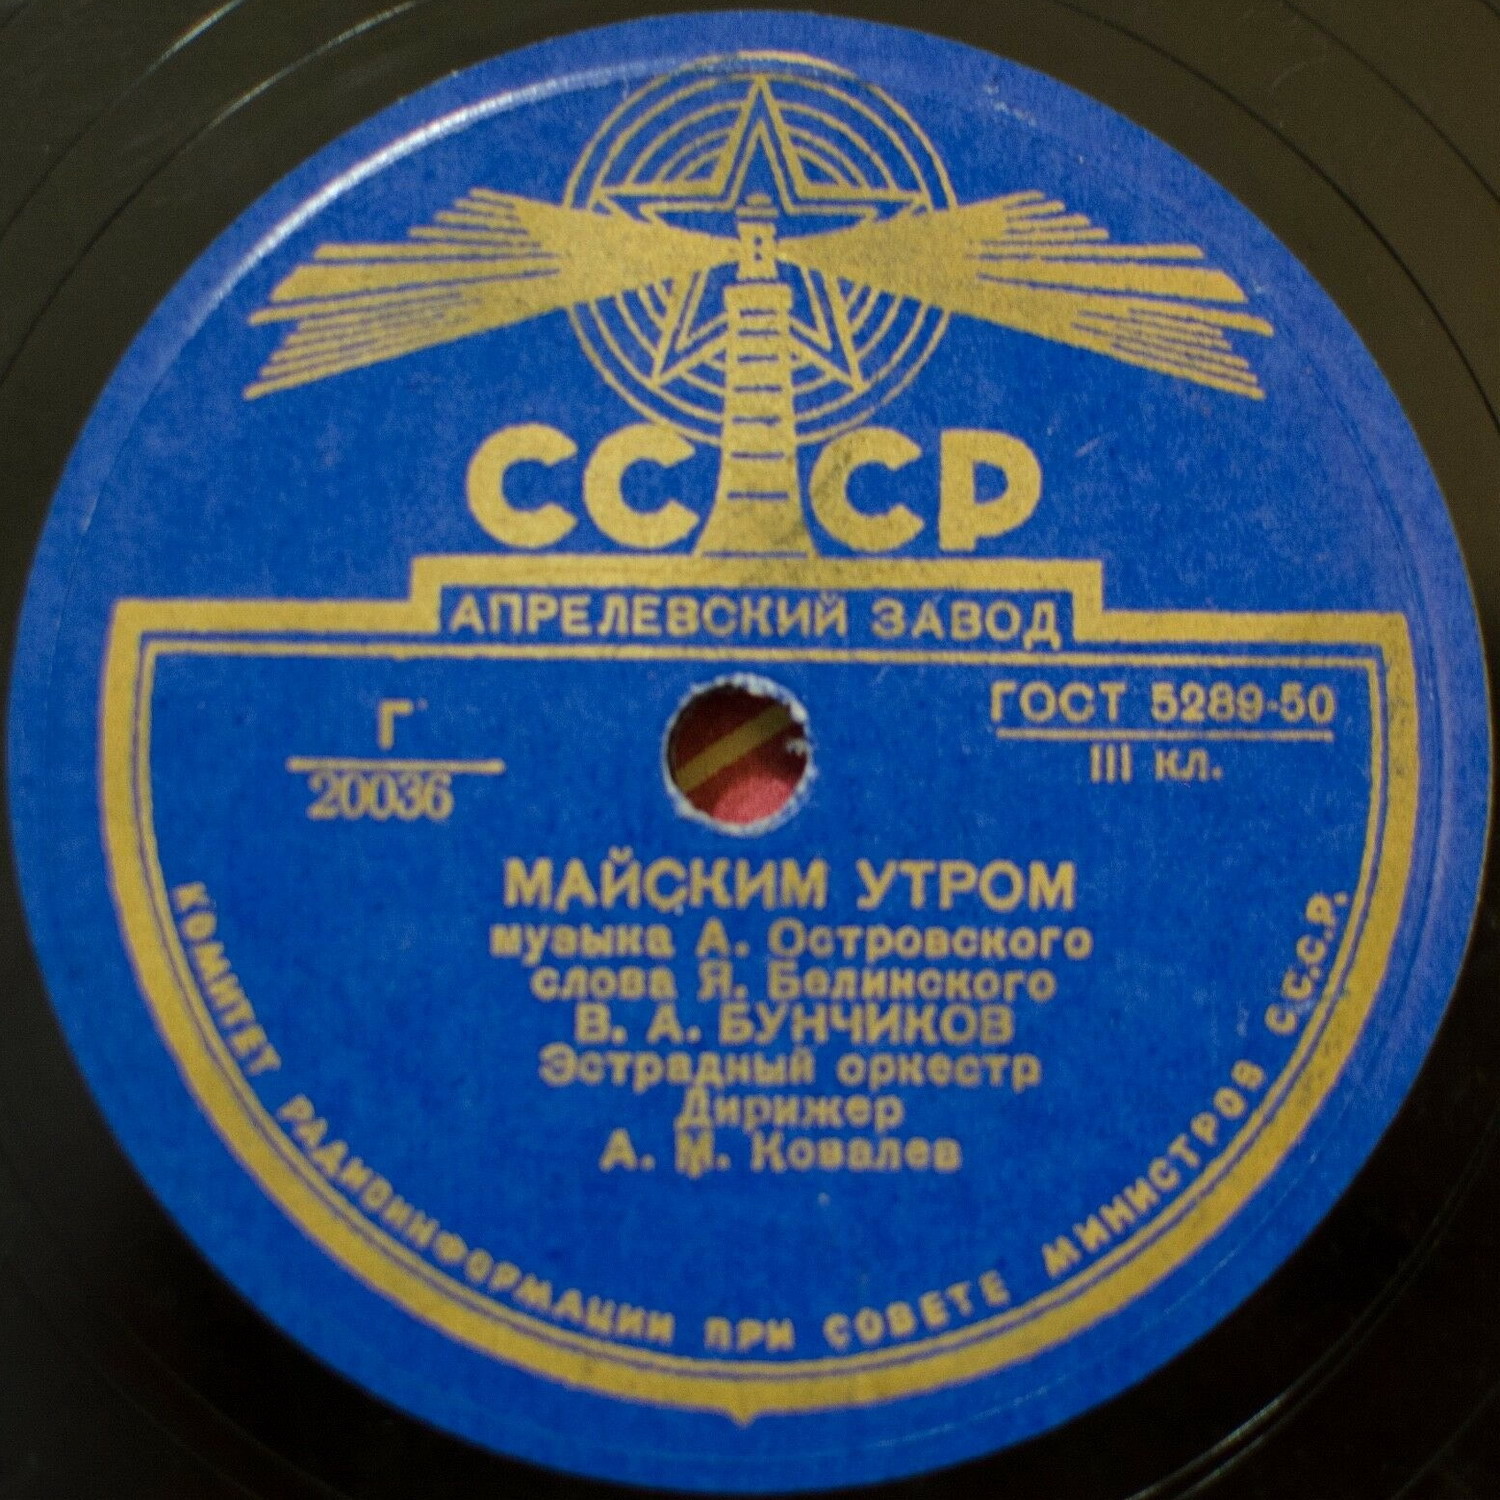 СССР
АПРЕЛЕВСКИЙ ЗАВОД
Г
20036
ГОСТ 5289-50
III кл.
МАЙСКИМ УТРОМ
музыка А. Островского
слова Я. Белинского
В. А. БУНЧИКОВ
Эстрадный оркестр
Дирижер
А. М. Ковалев
КОМИТЕТ РАДИОИНФОРМАЦИИ ПРИ СОВЕТЕ МИНИСТРОВ С.С.С.Р.